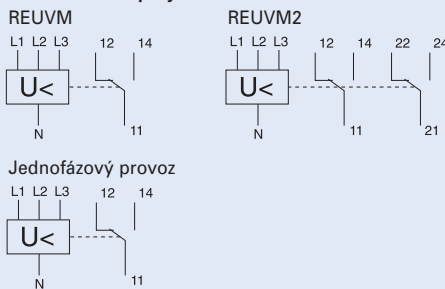 REUVM
REUVM2
L1 L2 L3 12 14
L1 L2 L3 12 14 22 24
U<
U<
N 11
N 11 21
Jednofázový provoz
L1 L2 L3 12 14
U<
N 11